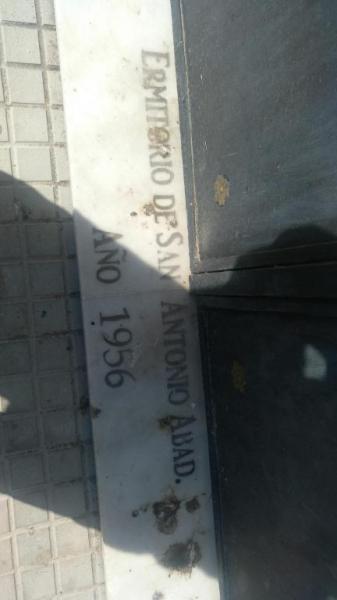 ERMITORIO DE SAN ANTONIO ABAD.
AÑO 1956